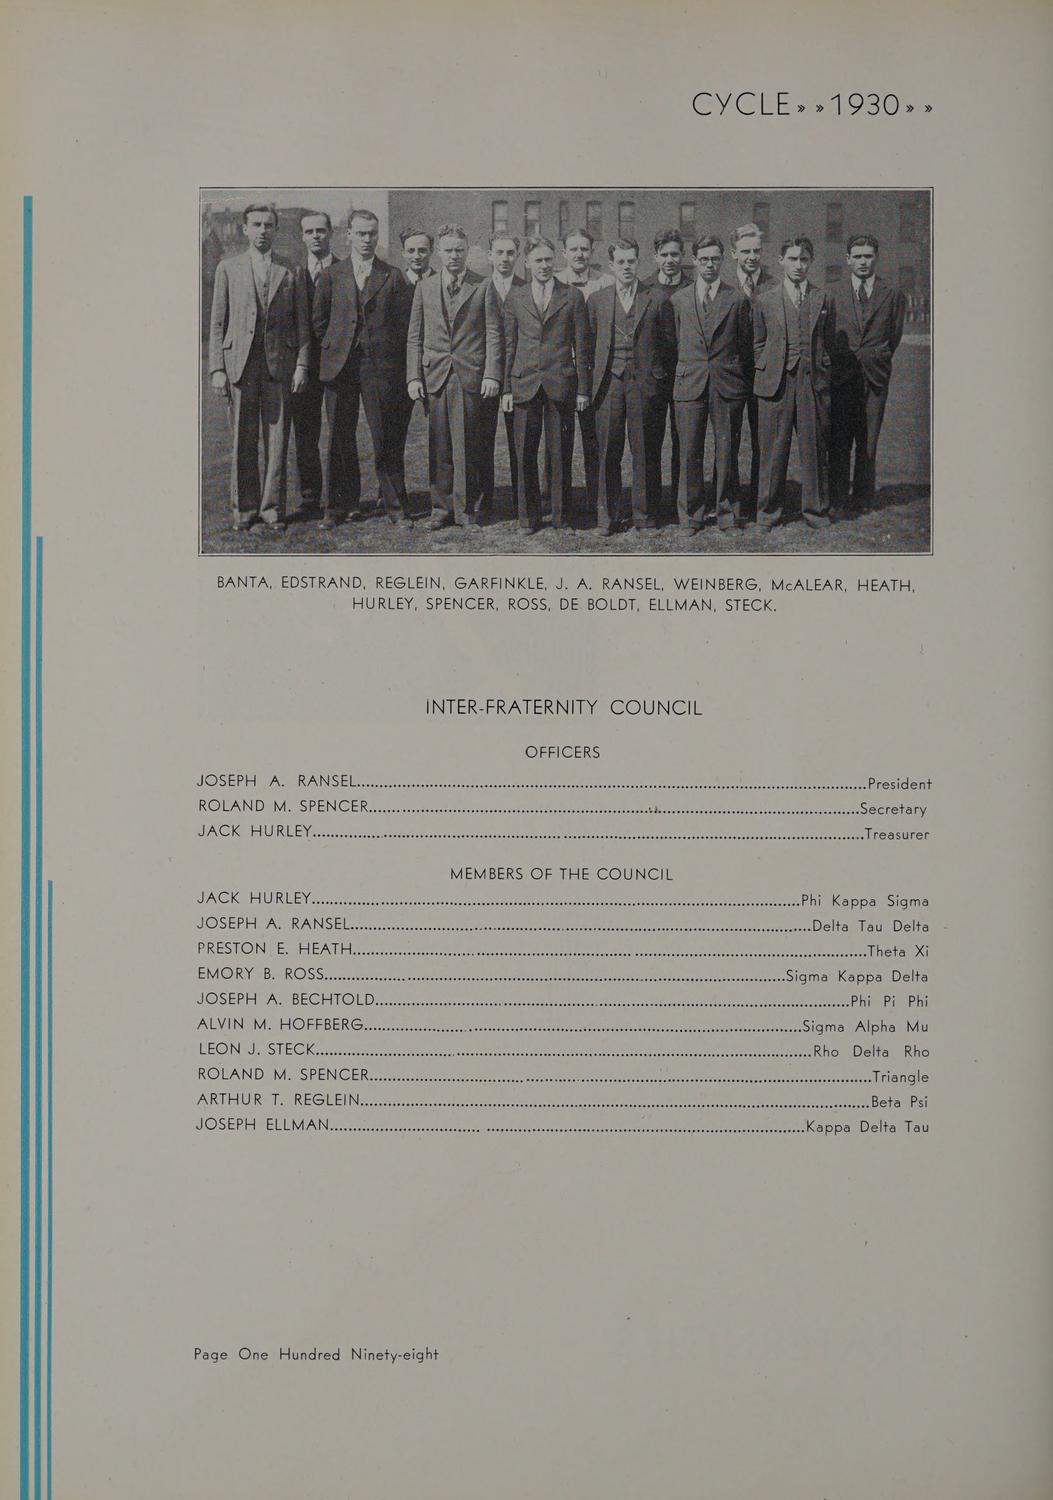 CYCLE » » 1930 » »
BANTA, EDSTRAND, REGLEIN, GARFINKLE, J. A. RANSEL, WEINBERG, McALEAR, HEATH,
HURLEY, SPENCER, ROSS, DE BOLDT, ELLMAN, STECK.
INTER-FRATERNITY COUNCIL
OFFICERS
JOSEPH A. RANSEL....................President
ROLAND M. SPENCER....................Secretary
JACK HURLEY....................Treasurer
MEMBERS OF THE COUNCIL
JACK HURLEY....................Phi Kappa Sigma
JOSEPH A. RANSEL....................Delta Tau Delta
PRESTON E. HEATH....................Theta Xi
EMORY B. ROSS....................Sigma Kappa Delta
JOSEPH A. BECHTOLD....................Phi Pi Phi
ALVIN M. HOFFBERG....................Sigma Alpha Mu
LEON J. STECK....................Rho Delta Rho
ROLAND M. SPENCER....................Triangle
ARTHUR T. REGLEIN....................Beta Psi
JOSEPH ELLMAN....................Kappa Delta Tau
Page One Hundred Ninety-eight